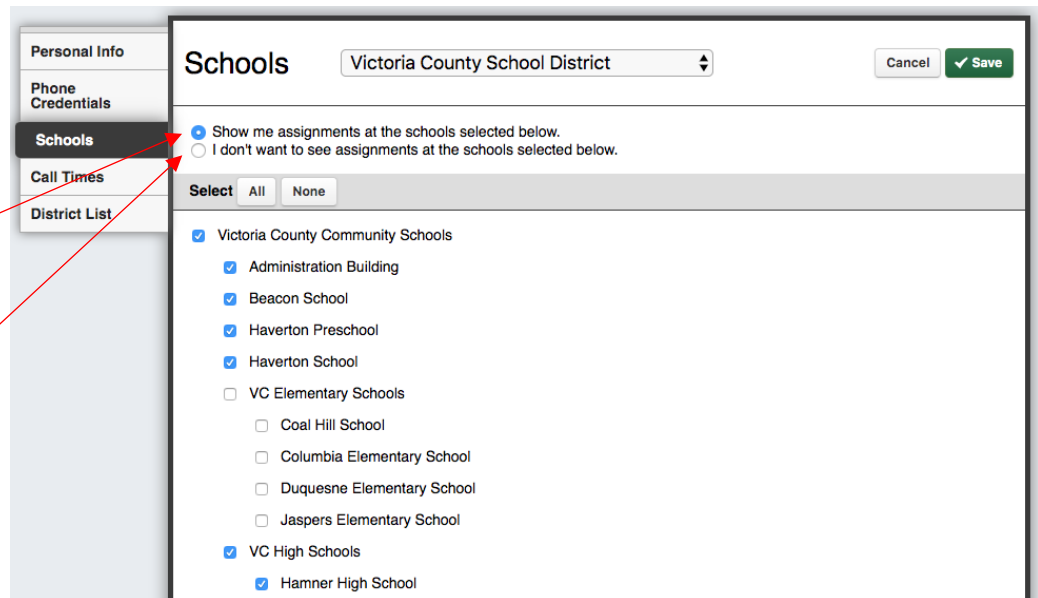 Personal Info
Phone
Credentials
Schools
Call Times
District List
Schools
Victoria County School District
Cancel
✔ Save
Show me assignments at the schools selected below.
I don't want to see assignments at the schools selected below.
Select All None
Victoria County Community Schools
Administration Building
Beacon School
Haverton Preschool
Haverton School
VC Elementary Schools
Coal Hill School
Columbia Elementary School
Duquesne Elementary School
Jaspers Elementary School
VC High Schools
Hamner High School